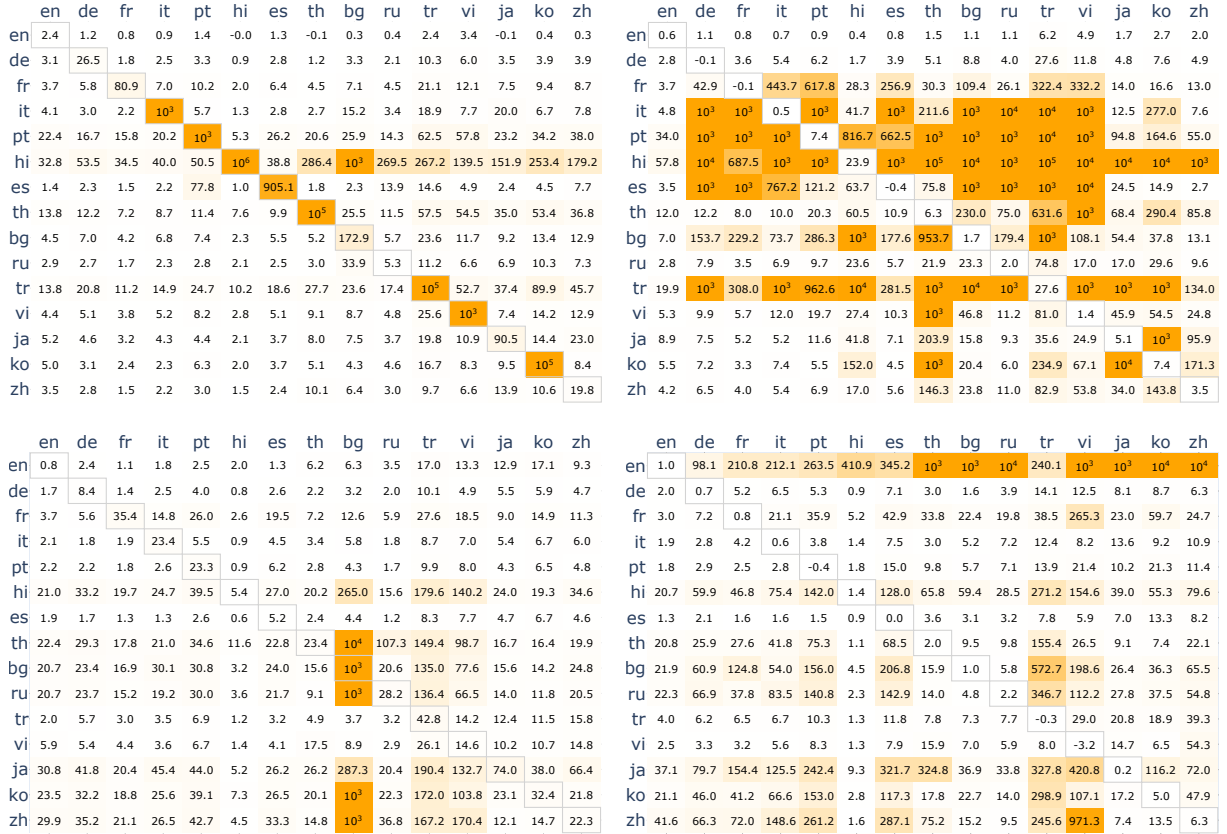 en de fr it pt hi es th bg ru tr vi ja ko zh
en 2.4 1.2 0.8 0.9 1.4 -0.0 1.3 -0.1 0.3 0.4 2.4 3.4 -0.1 0.4 0.3
de 3.1 26.5 1.8 2.5 3.3 0.9 2.8 1.2 3.3 2.1 10.3 6.0 3.5 3.9 3.9
fr 3.7 5.8 80.9 7.0 10.2 2.0 6.4 4.5 7.1 4.5 21.1 12.1 7.5 9.4 8.7
it 4.1 3.0 2.2 10³ 5.7 1.3 2.8 2.7 15.2 3.4 18.9 7.7 20.0 6.7 7.8
pt 22.4 16.7 15.8 20.2 10³ 5.3 26.2 20.6 25.9 14.3 62.5 57.8 23.2 34.2 38.0
hi 32.8 53.5 34.5 40.0 50.5 10⁶ 38.8 286.4 10³ 269.5 267.2 139.5 151.9 253.4 179.2
es 1.4 2.3 1.5 2.2 77.8 1.0 905.1 1.8 2.3 13.9 14.6 4.9 2.4 4.5 7.7
th 13.8 12.2 7.2 8.7 11.4 7.6 9.9 10⁵ 25.5 11.5 57.5 54.5 35.0 53.4 36.8
bg 4.5 7.0 4.2 6.8 7.4 2.3 5.5 5.2 172.9 5.7 23.6 11.7 9.2 13.4 12.9
ru 2.9 2.7 1.7 2.3 2.8 2.1 2.5 3.0 33.9 5.3 11.2 6.6 6.9 10.3 7.3
tr 13.8 20.8 11.2 14.9 24.7 10.2 18.6 27.7 23.6 17.4 10⁵ 52.7 37.4 89.9 45.7
vi 4.4 5.1 3.8 5.2 8.2 2.8 5.1 9.1 8.7 4.8 25.6 10³ 7.4 14.2 12.9
ja 5.2 4.6 3.2 4.3 4.4 2.1 3.7 8.0 7.5 3.7 19.8 10.9 90.5 14.4 23.0
ko 5.0 3.1 2.4 2.3 6.3 2.0 3.7 5.1 4.3 4.6 16.7 8.3 9.5 10⁵ 8.4
zh 3.5 2.8 1.5 2.2 3.0 1.5 2.4 10.1 6.4 3.0 9.7 6.6 13.9 10.6 19.8
en de fr it pt hi es th bg ru tr vi ja ko zh
en 0.6 1.1 0.8 0.7 0.9 0.4 0.8 1.5 1.1 1.1 6.2 4.9 1.7 2.7 2.0
de 2.8 -0.1 3.6 5.4 6.2 1.7 3.9 5.1 8.8 4.0 27.6 11.8 4.8 7.6 4.9
fr 3.7 42.9 -0.1 443.7 617.8 28.3 256.9 30.3 109.4 26.1 322.4 332.2 14.0 16.6 13.0
it 4.8 10³ 10³ 0.5 10³ 41.7 10³ 211.6 10³ 10⁴ 10⁴ 10³ 12.5 277.0 7.6
pt 34.0 10³ 10³ 10³ 7.4 816.7 662.5 10³ 10³ 10³ 10⁴ 10³ 94.8 164.6 55.0
hi 57.8 10⁴ 687.5 10³ 10³ 23.9 10³ 10⁵ 10⁴ 10³ 10⁵ 10⁴ 10⁴ 10⁴ 10³
es 3.5 10³ 10³ 767.2 121.2 63.7 -0.4 75.8 10³ 10³ 10³ 10⁴ 24.5 14.9 2.7
th 12.0 12.2 8.0 10.0 20.3 60.5 10.9 6.3 230.0 75.0 631.6 10³ 68.4 290.4 85.8
bg 7.0 153.7 229.2 73.7 286.3 10³ 177.6 953.7 1.7 179.4 10³ 108.1 54.4 37.8 13.1
ru 2.8 7.9 3.5 6.9 9.7 23.6 5.7 21.9 23.3 2.0 74.8 17.0 17.0 29.6 9.6
tr 19.9 10³ 308.0 10³ 962.6 10⁴ 281.5 10³ 10⁴ 10³ 27.6 10³ 10³ 10³ 134.0
vi 5.3 9.9 5.7 12.0 19.7 27.4 10.3 10³ 46.8 11.2 81.0 1.4 45.9 54.5 24.8
ja 8.9 7.5 5.2 5.2 11.6 41.8 7.1 203.9 15.8 9.3 35.6 24.9 5.1 10³ 95.9
ko 5.5 7.2 3.3 7.4 5.5 152.0 4.5 10³ 20.4 6.0 234.9 67.1 10⁴ 7.4 171.3
zh 4.2 6.5 4.0 5.4 6.9 17.0 5.6 146.3 23.8 11.0 82.9 53.8 34.0 143.8 3.5
en de fr it pt hi es th bg ru tr vi ja ko zh
en 0.8 2.4 1.1 1.8 2.5 2.0 1.3 6.2 6.3 3.5 17.0 13.3 12.9 17.1 9.3
de 1.7 8.4 1.4 2.5 4.0 0.8 2.6 2.2 3.2 2.0 10.1 4.9 5.5 5.9 4.7
fr 3.7 5.6 35.4 14.8 26.0 2.6 19.5 7.2 12.6 5.9 27.6 18.5 9.0 14.9 11.3
it 2.1 1.8 1.9 23.4 5.5 0.9 4.5 3.4 5.8 1.8 8.7 7.0 5.4 6.7 6.0
pt 2.2 2.2 1.8 2.6 23.3 0.9 6.2 2.8 4.3 1.7 9.9 8.0 4.3 6.5 4.8
hi 21.0 33.2 19.7 24.7 39.5 5.4 27.0 20.2 265.0 15.6 179.6 140.2 24.0 19.3 34.6
es 1.9 1.7 1.3 1.3 2.6 0.6 5.2 2.4 4.4 1.2 8.3 7.7 4.7 6.7 4.6
th 22.4 29.3 17.8 21.0 34.6 11.6 22.8 23.4 10⁴ 107.3 149.4 98.7 16.7 16.4 19.9
bg 20.7 23.4 16.9 30.1 30.8 3.2 24.0 15.6 10³ 20.6 135.0 77.6 15.6 14.2 24.8
ru 20.7 23.7 15.2 19.2 30.0 3.6 21.7 9.1 10³ 28.2 136.4 66.5 14.0 11.8 20.5
tr 2.0 5.7 3.0 3.5 6.9 1.2 3.2 4.9 3.7 3.2 42.8 14.2 12.4 11.5 15.8
vi 5.9 5.4 4.4 3.6 6.7 1.4 4.1 17.5 8.9 2.9 26.1 14.6 10.2 10.7 14.8
ja 30.8 41.8 20.4 45.4 44.0 5.2 26.2 26.2 287.3 20.4 190.4 132.7 74.0 38.0 66.4
ko 23.5 32.2 18.8 25.6 39.1 7.3 26.5 20.1 10³ 22.3 172.0 103.8 23.1 32.4 21.8
zh 29.9 35.2 21.1 26.5 42.7 4.5 33.3 14.8 10³ 36.8 167.2 170.4 12.1 14.7 22.3
en de fr it pt hi es th bg ru tr vi ja ko zh
en 1.0 98.1 210.8 212.1 263.5 410.9 345.2 10³ 10³ 10⁴ 240.1 10³ 10³ 10⁴ 10⁴
de 2.0 0.7 5.2 6.5 5.3 0.9 7.1 3.0 1.6 3.9 14.1 12.5 8.1 8.7 6.3
fr 3.0 7.2 0.8 21.1 35.9 5.2 42.9 33.8 22.4 19.8 38.5 265.3 23.0 59.7 24.7
it 1.9 2.8 4.2 0.6 3.8 1.4 7.5 3.0 5.2 7.2 12.4 8.2 13.6 9.2 10.9
pt 1.8 2.9 2.5 2.8 -0.4 1.8 15.0 9.8 5.7 7.1 13.9 21.4 10.2 21.3 11.4
hi 20.7 59.9 46.8 75.4 142.0 1.4 128.0 65.8 59.4 28.5 271.2 154.6 39.0 55.3 79.6
es 1.3 2.1 1.6 1.6 1.5 0.9 0.0 3.6 3.1 3.2 7.8 5.9 7.0 13.3 8.2
th 20.8 25.9 27.6 41.8 75.3 1.1 68.5 2.0 9.5 9.8 155.4 26.5 9.1 7.4 22.1
bg 21.9 60.9 124.8 54.0 156.0 4.5 206.8 15.9 1.0 5.8 572.7 198.6 26.4 36.3 65.5
ru 22.3 66.9 37.8 83.5 140.8 2.3 142.9 14.0 4.8 2.2 346.7 112.2 27.8 37.5 54.8
tr 4.0 6.2 6.5 6.7 10.3 1.3 11.8 7.8 7.3 7.7 -0.3 29.0 20.8 18.9 39.3
vi 2.5 3.3 3.2 5.6 8.3 1.3 7.9 15.9 7.0 5.9 8.0 -3.2 14.7 6.5 54.3
ja 37.1 79.7 154.4 125.5 242.4 9.3 321.7 324.8 36.9 33.8 327.8 420.8 0.2 116.2 72.0
ko 21.1 46.0 41.2 66.6 153.0 2.8 117.3 17.8 22.7 14.0 298.9 107.1 17.2 5.0 47.9
zh 41.6 66.3 72.0 148.6 261.2 1.6 287.1 75.2 15.2 9.5 245.6 971.3 7.4 13.5 6.3